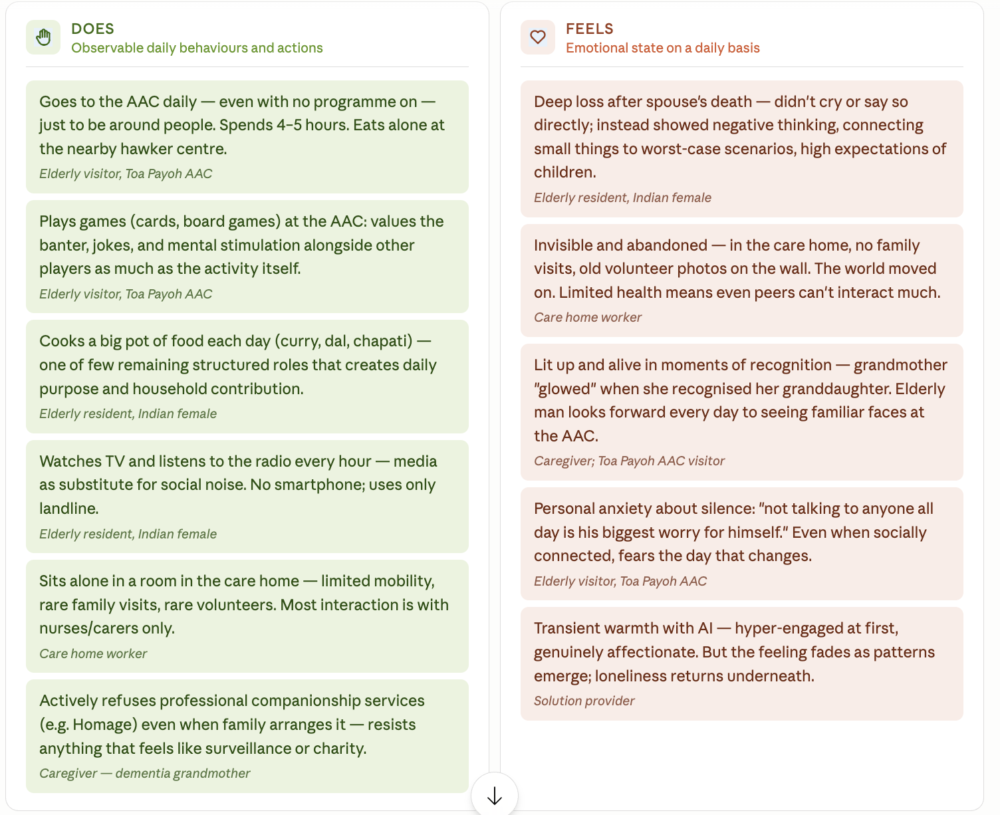 DOES
Observable daily behaviours and actions
Goes to the AAC daily — even with no programme on —
just to be around people. Spends 4–5 hours. Eats alone at
the nearby hawker centre.
Elderly visitor, Toa Payoh AAC
Plays games (cards, board games) at the AAC: values the
banter, jokes, and mental stimulation alongside other
players as much as the activity itself.
Elderly visitor, Toa Payoh AAC
Cooks a big pot of food each day (curry, dal, chapati) —
one of few remaining structured roles that creates daily
purpose and household contribution.
Elderly resident, Indian female
Watches TV and listens to the radio every hour — media
as substitute for social noise. No smartphone; uses only
landline.
Elderly resident, Indian female
Sits alone in a room in the care home — limited mobility,
rare family visits, rare volunteers. Most interaction is with
nurses/carers only.
Care home worker
Actively refuses professional companionship services
(e.g. Homage) even when family arranges it — resists
anything that feels like surveillance or charity.
Caregiver — dementia grandmother
FEELS
Emotional state on a daily basis
Deep loss after spouse's death — didn't cry or say so
directly; instead showed negative thinking, connecting
small things to worst-case scenarios, high expectations of
children.
Elderly resident, Indian female
Invisible and abandoned — in the care home, no family
visits, old volunteer photos on the wall. The world moved
on. Limited health means even peers can't interact much.
Care home worker
Lit up and alive in moments of recognition — grandmother
"glowed" when she recognised her granddaughter. Elderly
man looks forward every day to seeing familiar faces at
the AAC.
Caregiver; Toa Payoh AAC visitor
Personal anxiety about silence: "not talking to anyone all
day is his biggest worry for himself." Even when socially
connected, fears the day that changes.
Elderly visitor, Toa Payoh AAC
Transient warmth with AI — hyper-engaged at first,
genuinely affectionate. But the feeling fades as patterns
emerge; loneliness returns underneath.
Solution provider